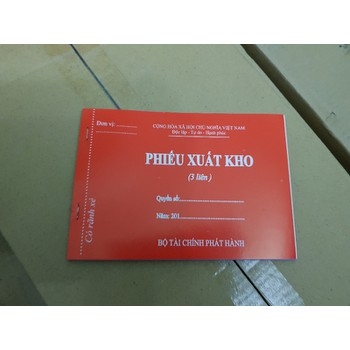 Đơn vị:................
CỘNG HÒA XÃ HỘI CHỦ NGHĨA VIỆT NAM
Độc lập - Tự do - Hạnh phúc
PHIẾU XUẤT KHO
(3 liên)
Quyển số:....................
Năm: 201....................
BỘ TÀI CHÍNH PHÁT HÀNH
Có rãnh xé